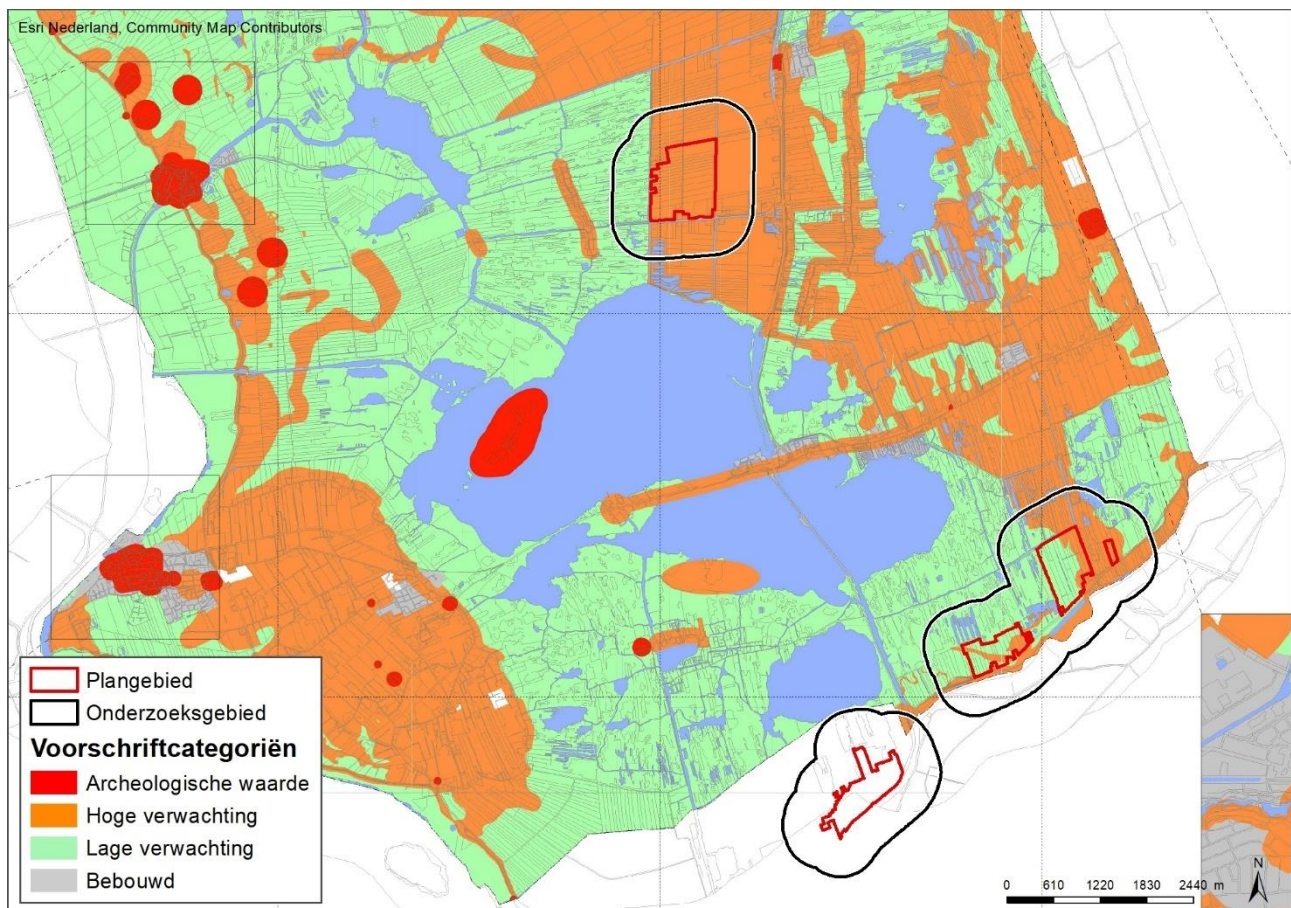 Esri Nederland, Community Map Contributors
Plangebied
Onderzoeksgebied
Voorschriftcategoriën
Archeologische waarde
Hoge verwachting
Lage verwachting
Bebouwd
0 610 1220 1830 2440 m
N